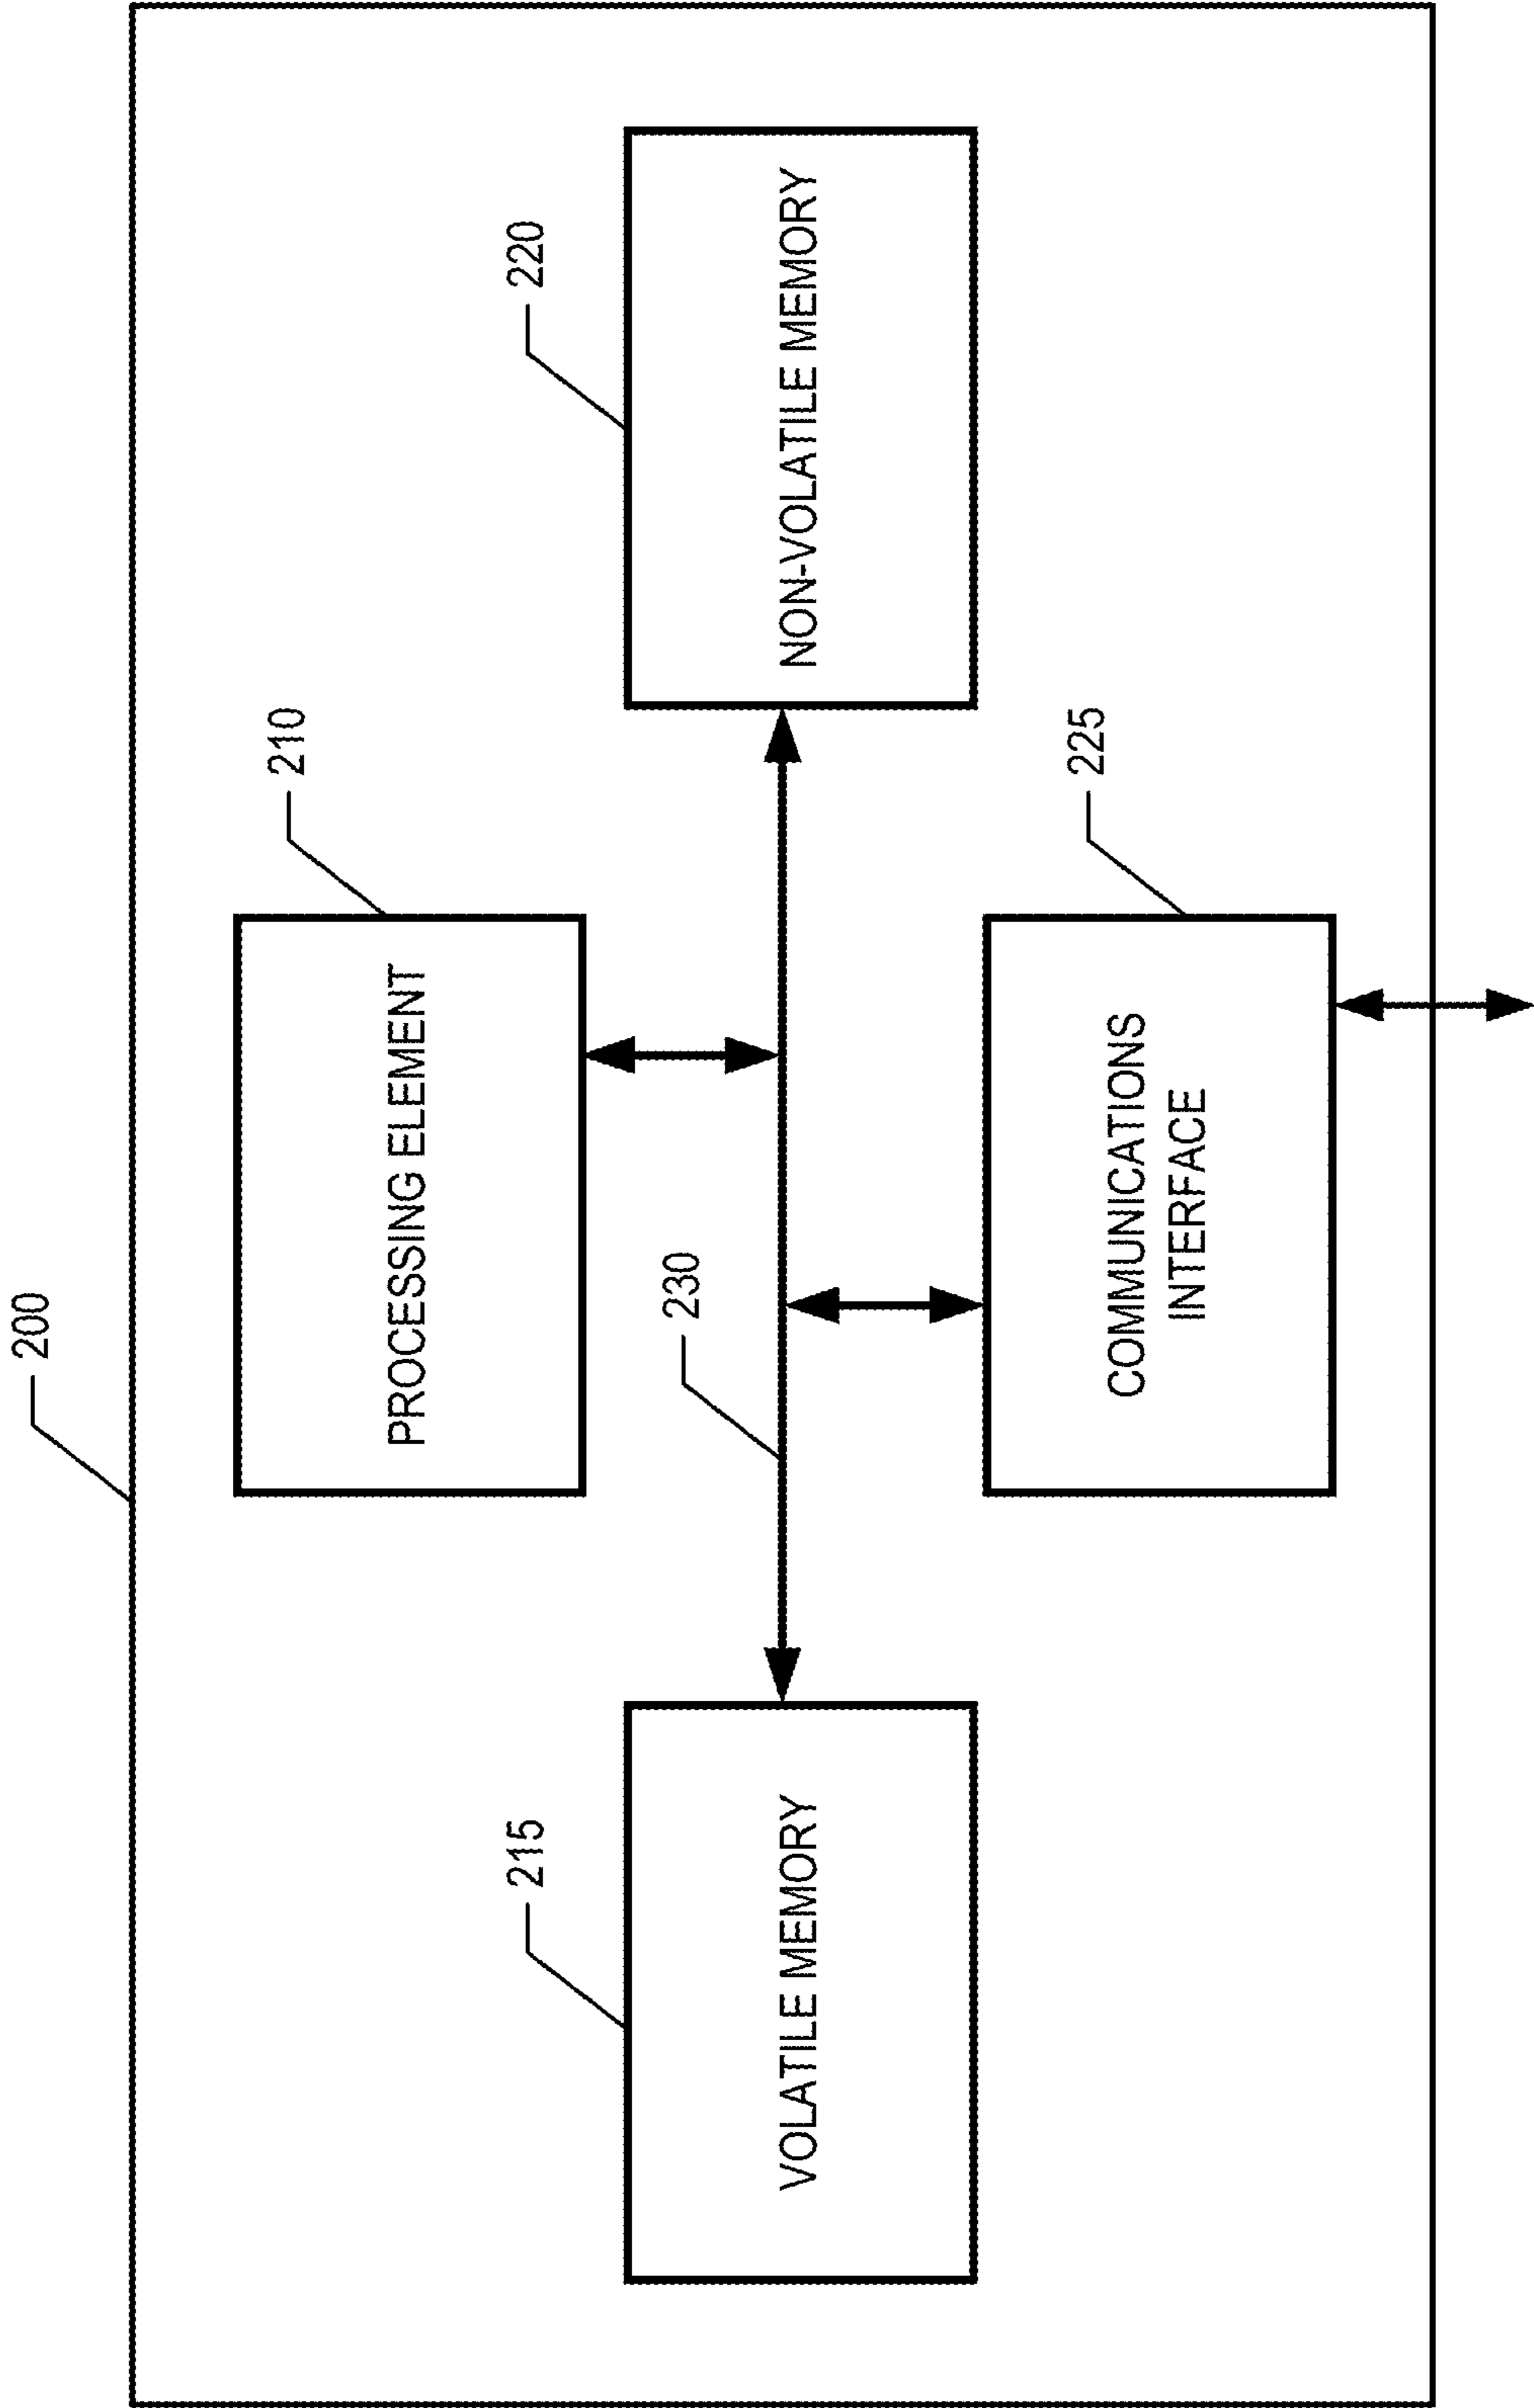 200
210
PROCESSING ELEMENT
215
VOLATILE MEMORY
220
NON-VOLATILE MEMORY
230
225
COMMUNICATIONS
INTERFACE